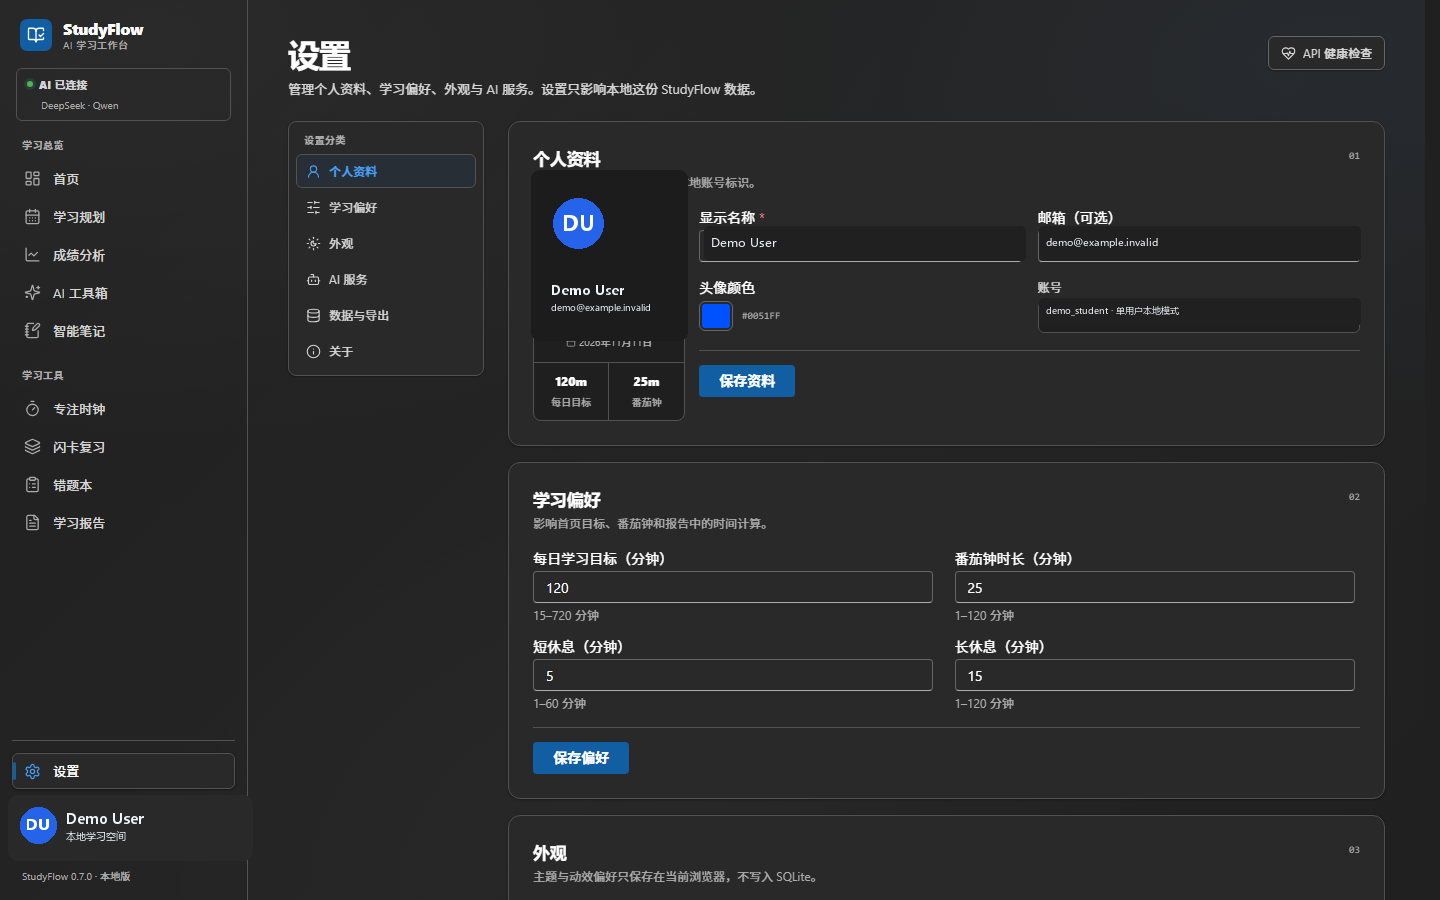 StudyFlow
AI 学习工作台
AI 已连接
DeepSeek · Qwen
学习总览
首页
学习规划
成绩分析
AI 工具箱
智能笔记
学习工具
专注时钟
闪卡复习
错题本
学习报告
设置
DU
Demo User
本地学习空间
StudyFlow 0.7.0 · 本地版
设置
管理个人资料、学习偏好、外观与 AI 服务。设置只影响本地这份 StudyFlow 数据。
API 健康检查
设置分类
个人资料
学习偏好
外观
AI 服务
数据与导出
关于
个人资料
01
地账号标识。
DU
Demo User
demo@example.invalid
2026年11月11日
120m
每日目标
25m
番茄钟
显示名称 *
Demo User
邮箱（可选）
demo@example.invalid
头像颜色
#0051FF
账号
demo_student · 单用户本地模式
保存资料
学习偏好
02
影响首页目标、番茄钟和报告中的时间计算。
每日学习目标（分钟）
120
15–720 分钟
番茄钟时长（分钟）
25
1–120 分钟
短休息（分钟）
5
1–60 分钟
长休息（分钟）
15
1–120 分钟
保存偏好
外观
03
主题与动效偏好只保存在当前浏览器，不写入 SQLite。